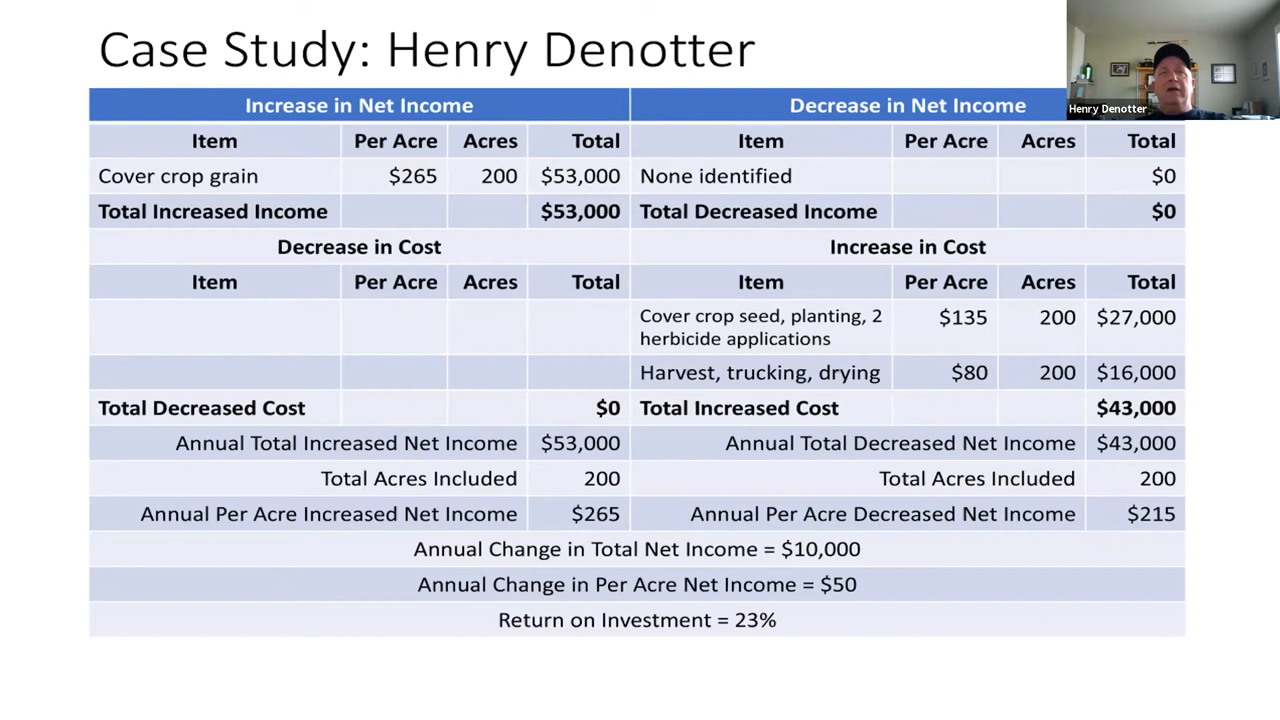 Case Study: Henry Denotter
Henry Denotter
Increase in Net Income Decrease in Net Income
Item Per Acre Acres Total Item Per Acre Acres Total
Cover crop grain $265 200 $53,000 None identified $0
Total Increased Income $53,000 Total Decreased Income $0
Decrease in Cost Increase in Cost
Item Per Acre Acres Total Item Per Acre Acres Total
Cover crop seed, planting, 2 herbicide applications $135 200 $27,000
Harvest, trucking, drying $80 200 $16,000
Total Decreased Cost $0 Total Increased Cost $43,000
Annual Total Increased Net Income $53,000 Annual Total Decreased Net Income $43,000
Total Acres Included 200 Total Acres Included 200
Annual Per Acre Increased Net Income $265 Annual Per Acre Decreased Net Income $215
Annual Change in Total Net Income = $10,000
Annual Change in Per Acre Net Income = $50
Return on Investment = 23%